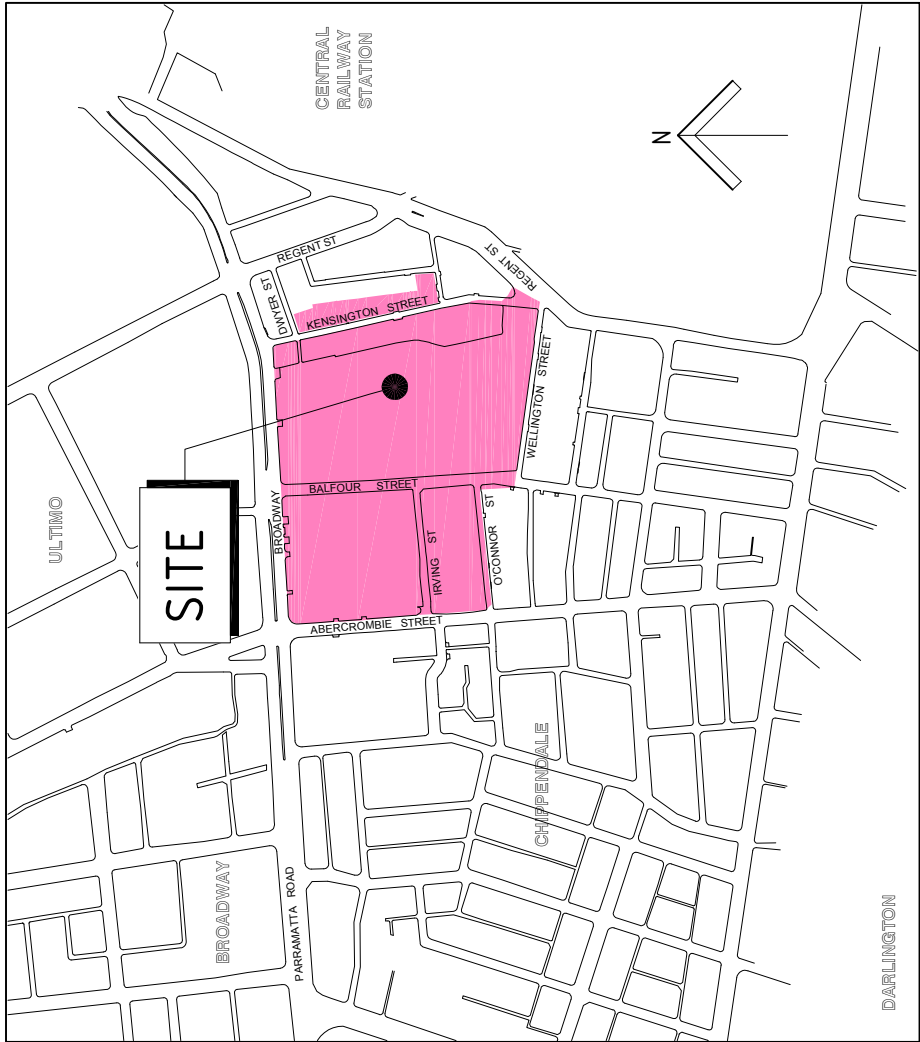 CENTRAL
RAILWAY
STATION
N
REGENT ST
REGENT ST
DWYER ST
KENSINGTON STREET
WELLINGTON STREET
BALFOUR STREET
BROADWAY
ULTIMO
SITE
IRVING ST
O'CONNOR ST
ABERCROMBIE STREET
CHIPPENDALE
BROADWAY
PARRAMATTA ROAD
DARLINGTON